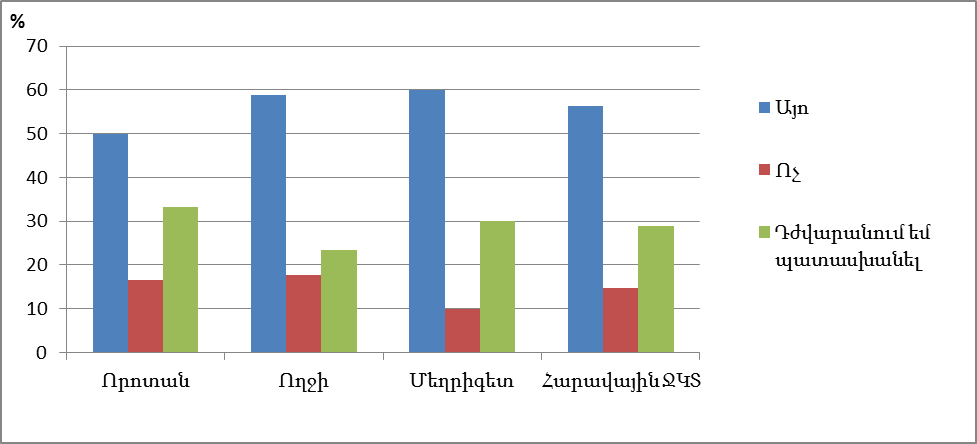 %
70
60
50
40
30
20
10
0
Որոտան
Ողջի
Մեղրիգետ
Հարավային ՋԿՏ
Այո
Ոչ
Դժվարանում եմ
պատասխանել